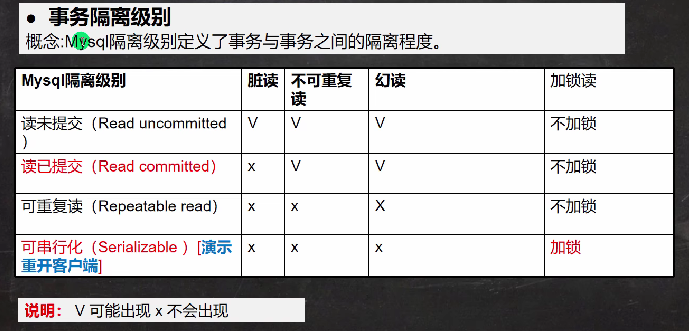 ● 事务隔离级别
概念:Mysql隔离级别定义了事务与事务之间的隔离程度。
Mysql隔离级别 脏读 不可重复 幻读 加锁读
读
读未提交（Read uncommitted V V V 不加锁
）
读已提交（Read committed） x V V 不加锁
可重复读（Repeatable read） x x X 不加锁
可串行化（Serializable ）[演示 x x x 加锁
重开客户端]
说明： V 可能出现 x 不会出现